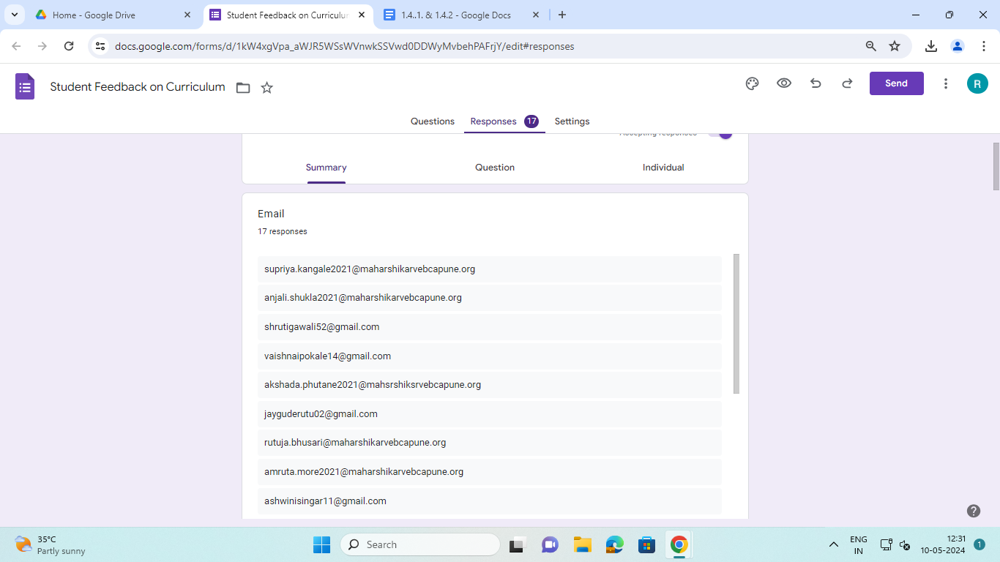 Home - Google Drive
Student Feedback on Curriculur
1.4..1. & 1.4.2 - Google Docs
docs.google.com/forms/d/1kW4xgVpa_aWJR5WSsWVnwkSSVwd0DDWyMvbehPAFrjY/edit#responses
Student Feedback on Curriculum
Send
R
Questions
Responses 17
Settings
Accepting responses
Summary
Question
Individual
Email
17 responses
supriya.kangale2021@maharshikarvebcapune.org
anjali.shukla2021@maharshikarvebcapune.org
shrutigawali52@gmail.com
vaishnaipokale14@gmail.com
akshada.phutane2021@mahsrshiksrvebcapune.org
jayguderutu02@gmail.com
rutuja.bhusari@maharshikarvebcapune.org
amruta.more2021@maharshikarvebcapune.org
ashwinisingar11@gmail.com
35°C
Partly sunny
Search
ENG
IN
12:31
10-05-2024
1